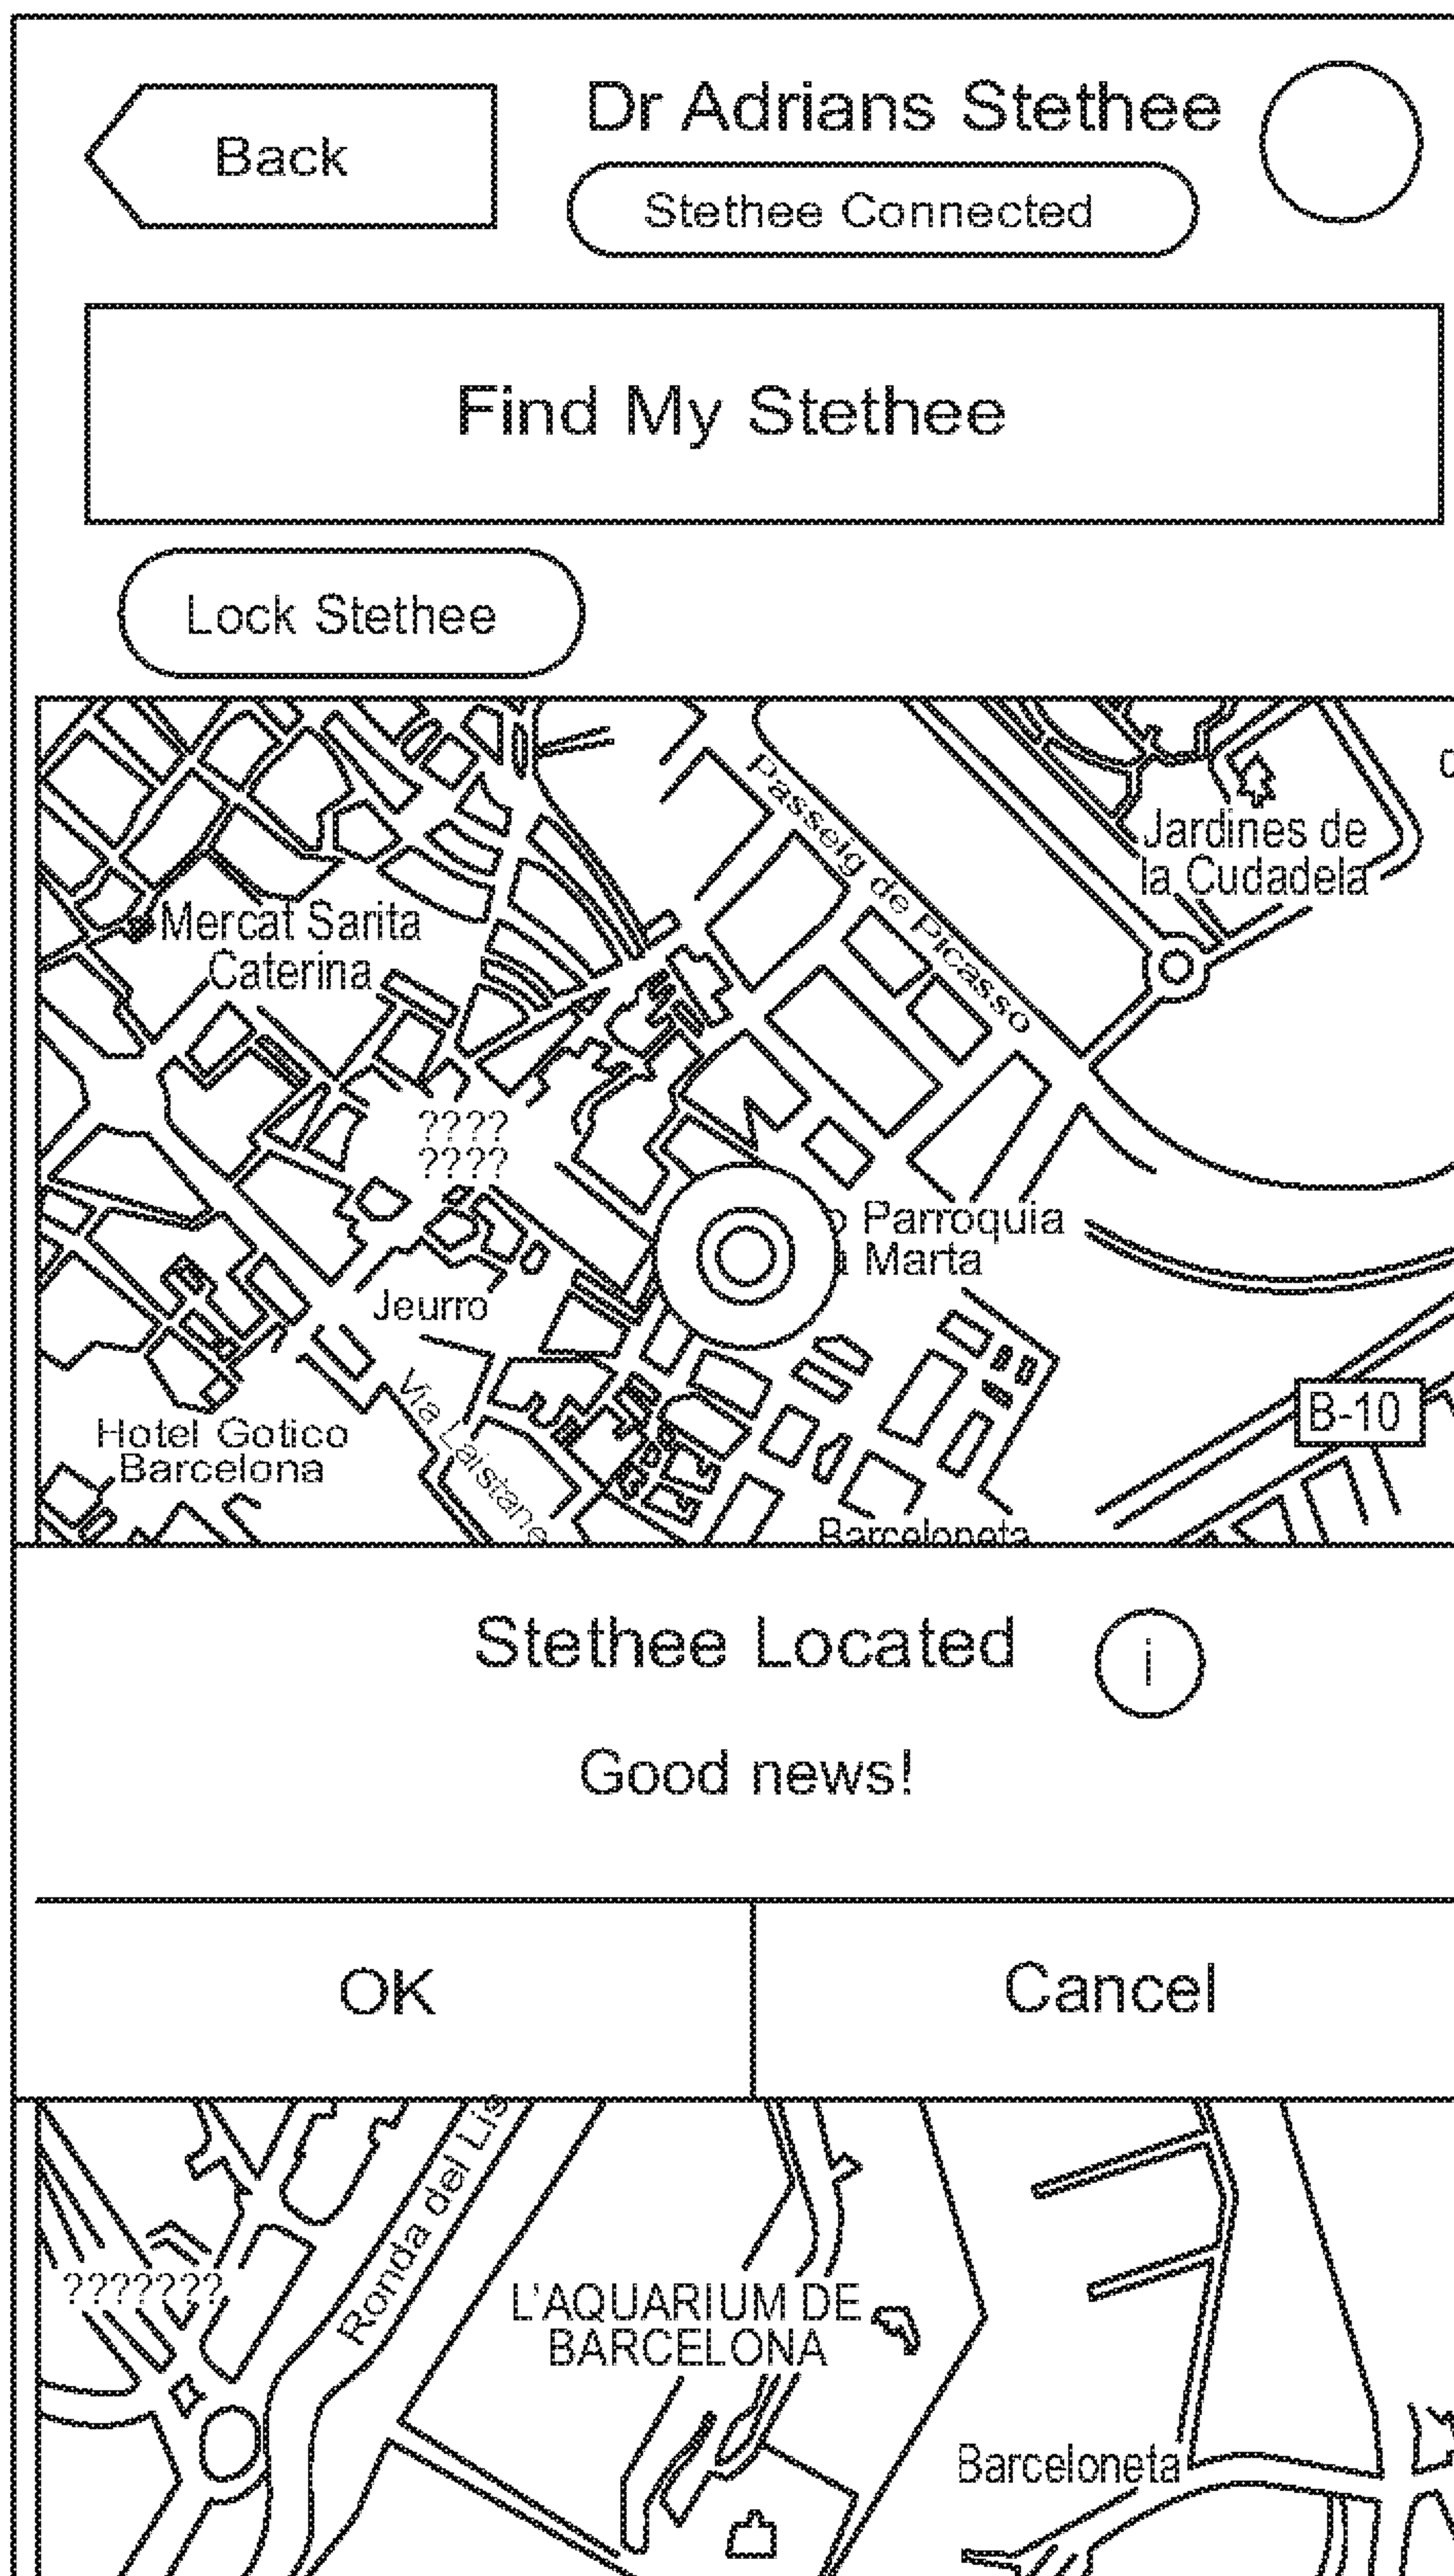 Dr Adrians Stethee
Back
Stethee Connected
Find My Stethee
Lock Stethee
Passeig de Picasso
Jardines de
la Cudadela
Mercat Sarita
Caterina
????
????
o Parroquia
a Marta
Jeurro
Via Laistane
B-10
Hotel Gotico
Barcelona
Barceloneta
Stethee Located
i
Good news!
OK
Cancel
Ronda del Lis
???????
L'AQUARIUM DE
BARCELONA
Barceloneta